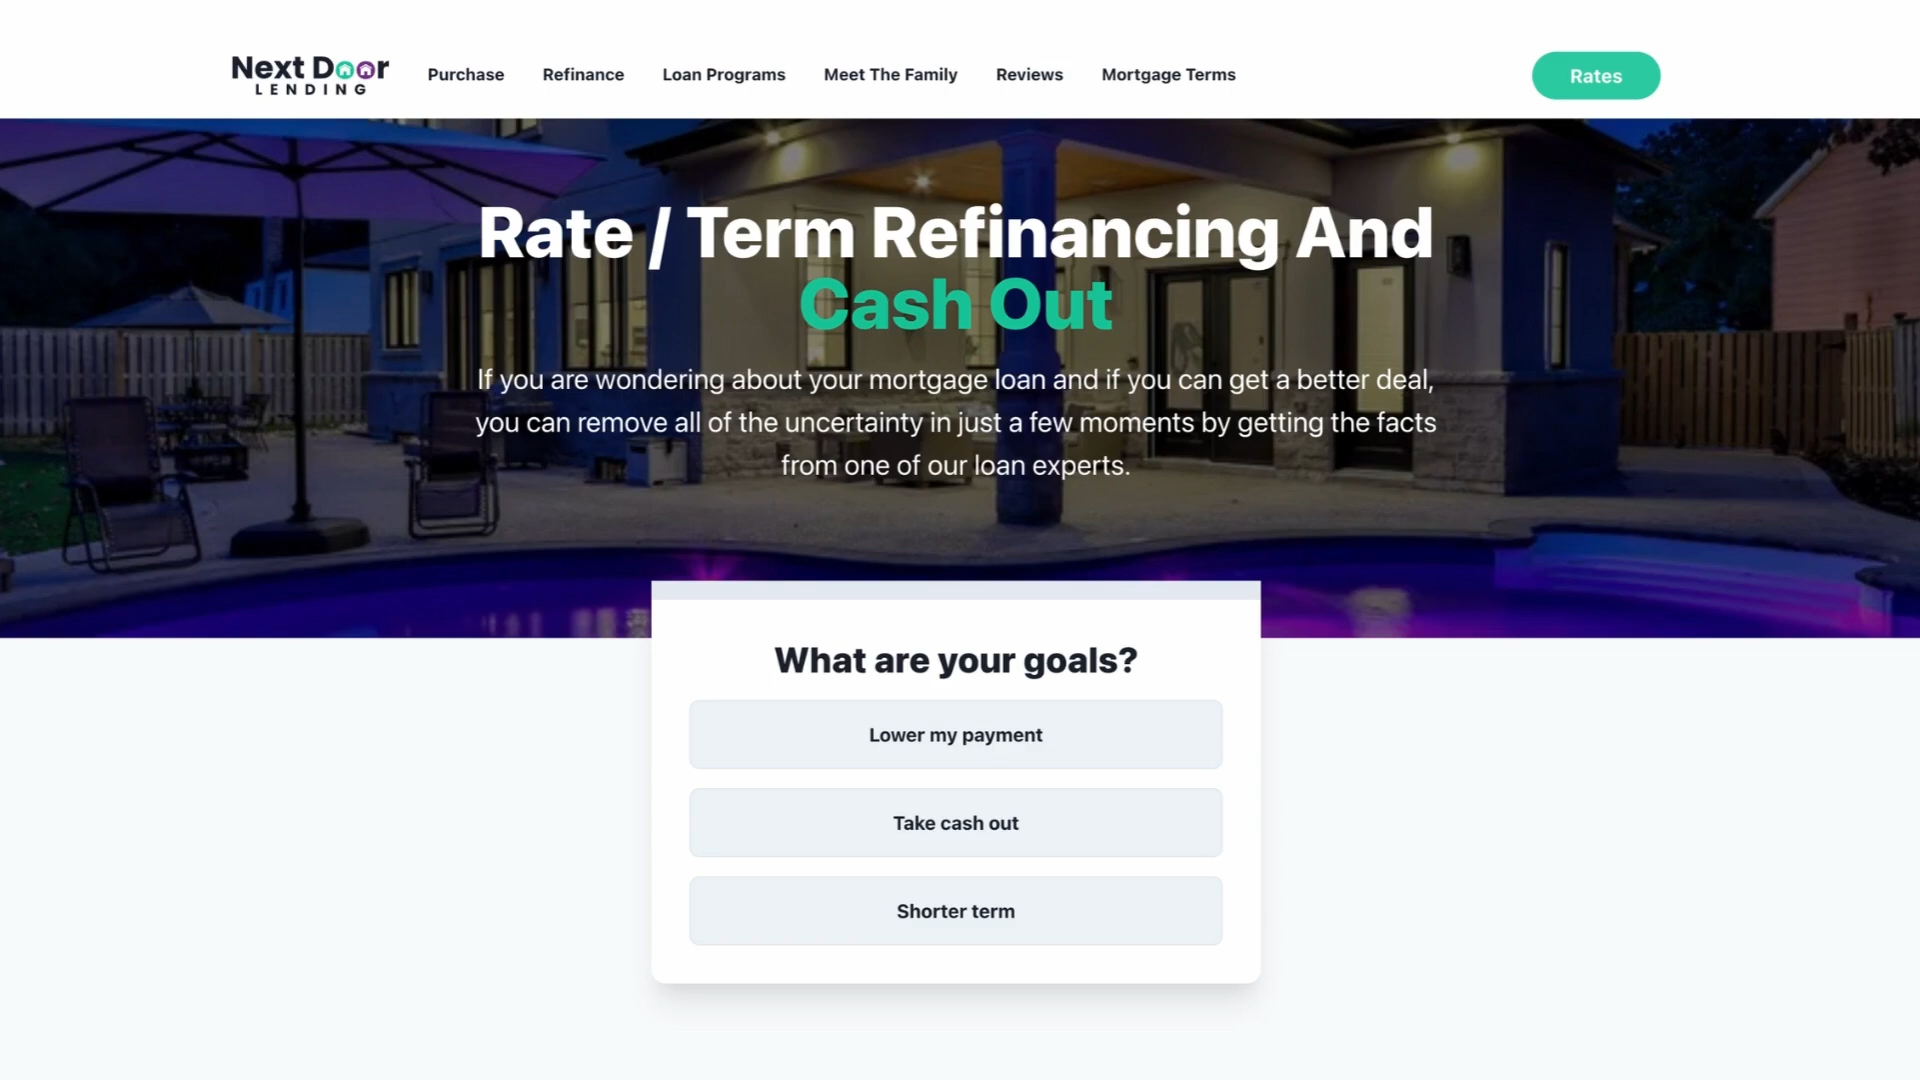 Next Door
LENDING
Purchase
Refinance
Loan Programs
Meet The Family
Reviews
Mortgage Terms
Rates
Rate / Term Refinancing And
Cash Out
If you are wondering about your mortgage loan and if you can get a better deal,
you can remove all of the uncertainty in just a few moments by getting the facts
from one of our loan experts.
What are your goals?
Lower my payment
Take cash out
Shorter term